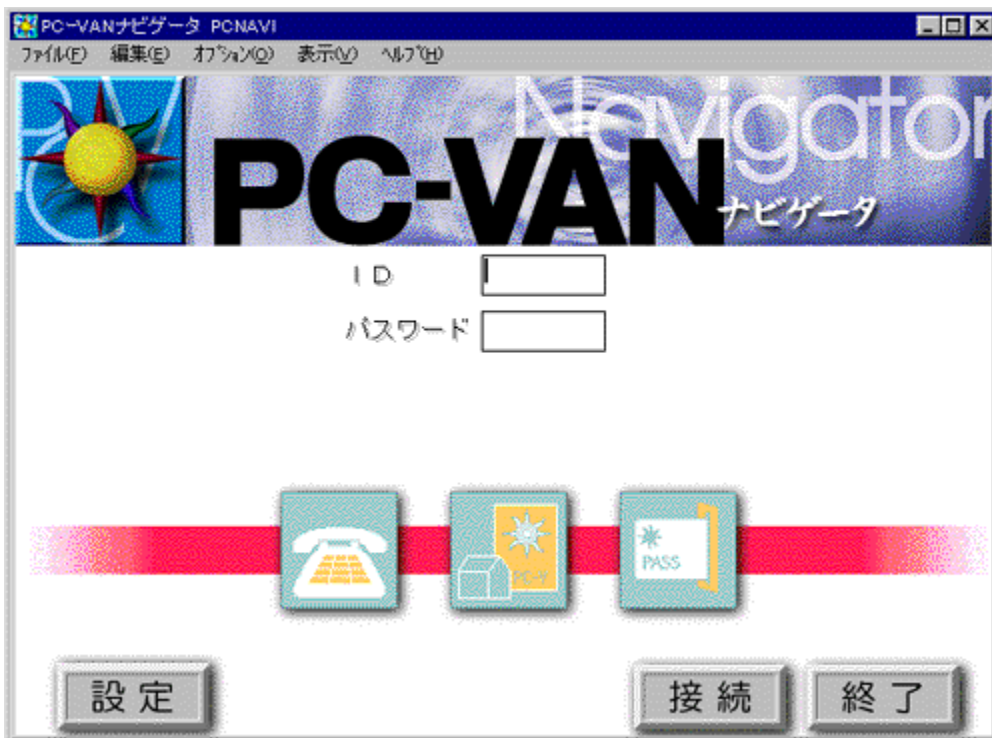 PC-VANナビゲータ PCNAVI
ﾌｧｲﾙ(F) 編集(E) ｵﾌﾟｼｮﾝ(O) 表示(V) ﾍﾙﾌﾟ(H)
PCV
Navigator
PC-VAN
ナビゲータ
ID
パスワード
PC-V
PASS
設定 接続 終了